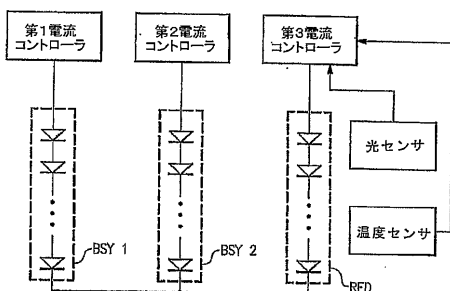 第1電流
コントローラ
第2電流
コントローラ
第3電流
コントローラ
光センサ
温度センサ
BSY 1
BSY 2
RED